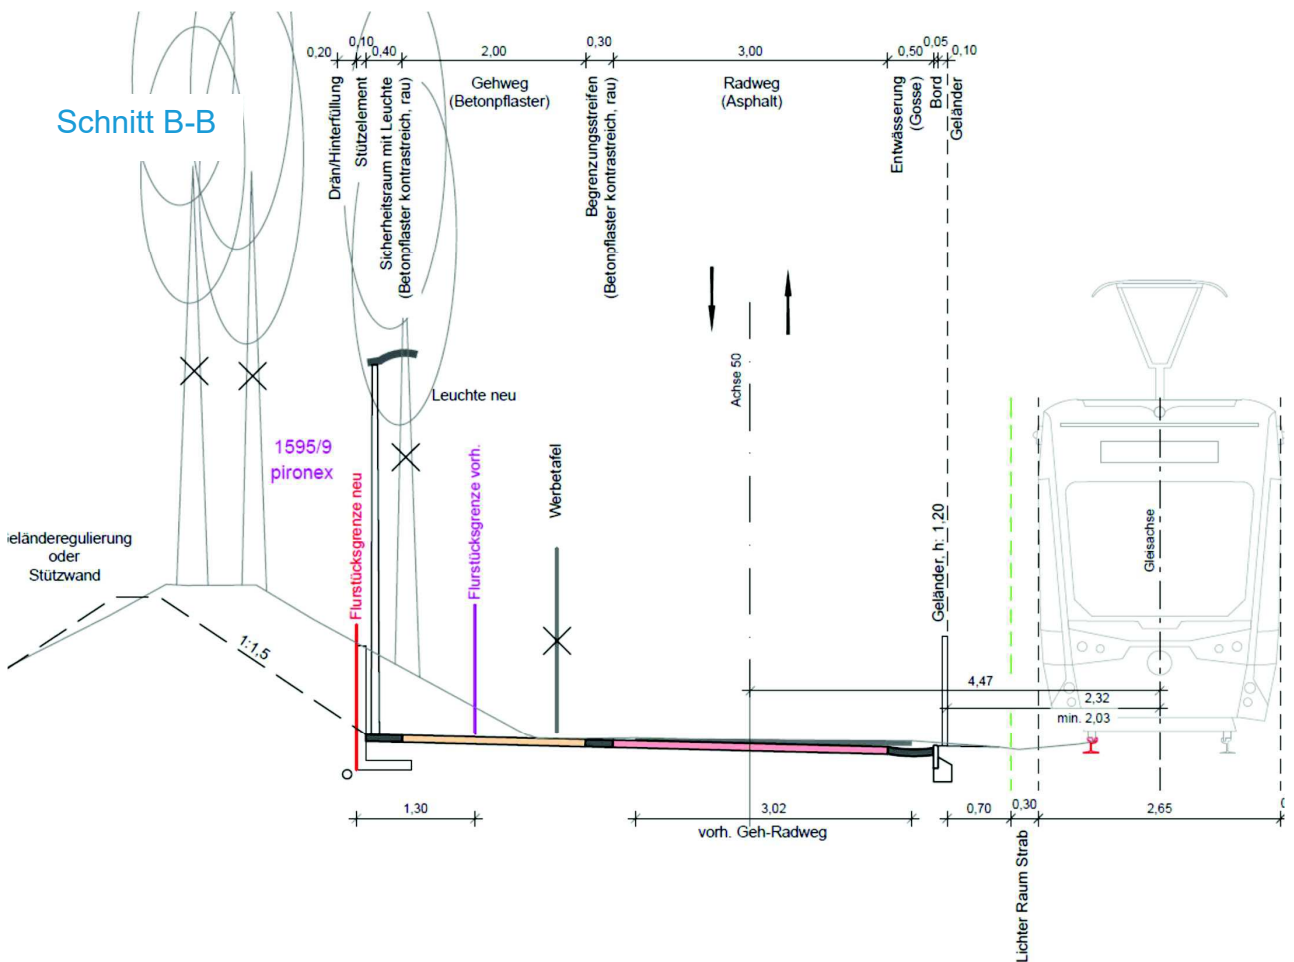 0,20
0,10
0,40
2,00
0,30
3,00
0,50
0,05
0,10
Schnitt B-B
Drän/Hinterfüllung
Stützelement
Sicherheitsraum mit Leuchte
(Betonpflaster kontrastreich, rau)
Gehweg
(Betonpflaster)
Begrenzungsstreifen
(Betonpflaster kontrastreich, rau)
Radweg
(Asphalt)
Entwässerung
(Gosse)
Bord
Geländer
Achse 50
Leuchte neu
1595/9
pironex
Flurstücksgrenze neu
Flurstücksgrenze vorh.
Werbetafel
Geländer, h: 1,20
Gleisachse
eländeregulierung
oder
Stützwand
1:1,5
4,47
2,32
min. 2,03
1,30
3,02
vorh. Geh-Radweg
0,70
0,30
2,65
Lichter Raum Strab